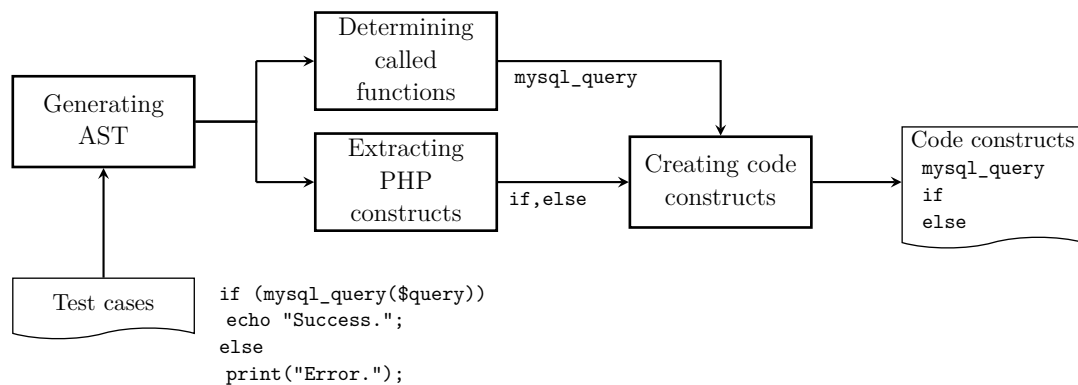 Determining
called
functions
mysql_query
Generating
AST
Extracting
PHP
constructs
if,else
Creating code
constructs
Code constructs
mysql_query
if
else
Test cases
if (mysql_query($query))
echo "Success.";
else
print("Error.");